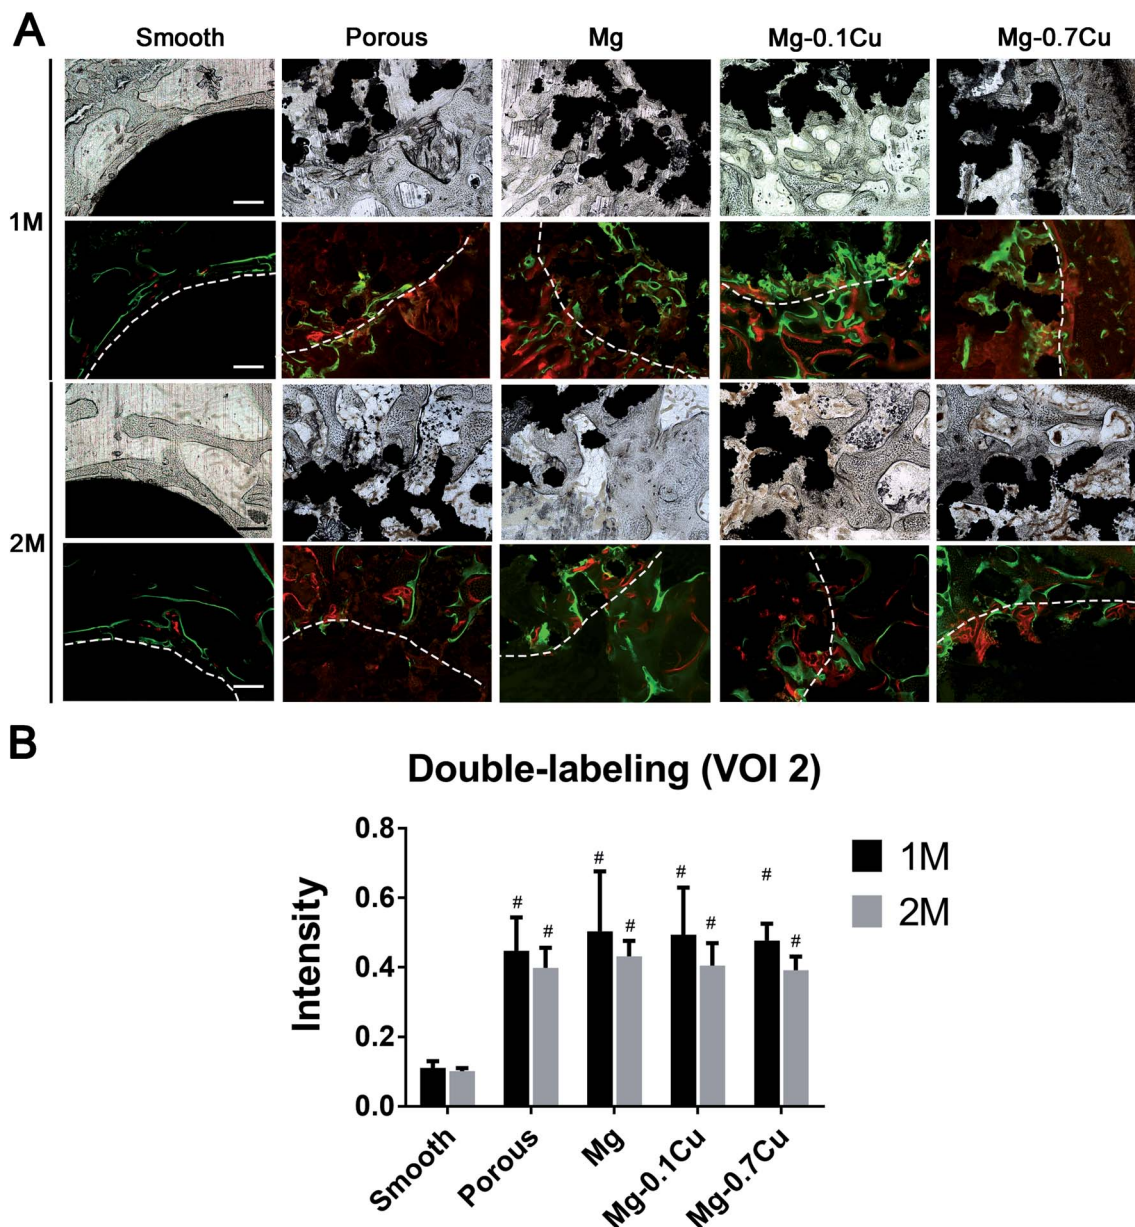 A
Smooth Porous Mg Mg-0.1Cu Mg-0.7Cu
1M
2M
B
Double-labeling (VOI 2)
Intensity
0.8
0.6
0.4
0.2
0.0
# # # # # # # #
1M
2M
Smooth Porous Mg Mg-0.1Cu Mg-0.7Cu